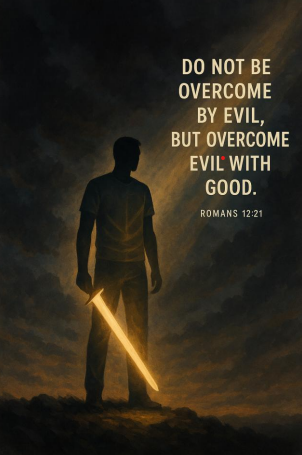 DO NOT BE
OVERCOME
BY EVIL,
BUT OVERCOME
EVIL WITH
GOOD.
ROMANS 12:21